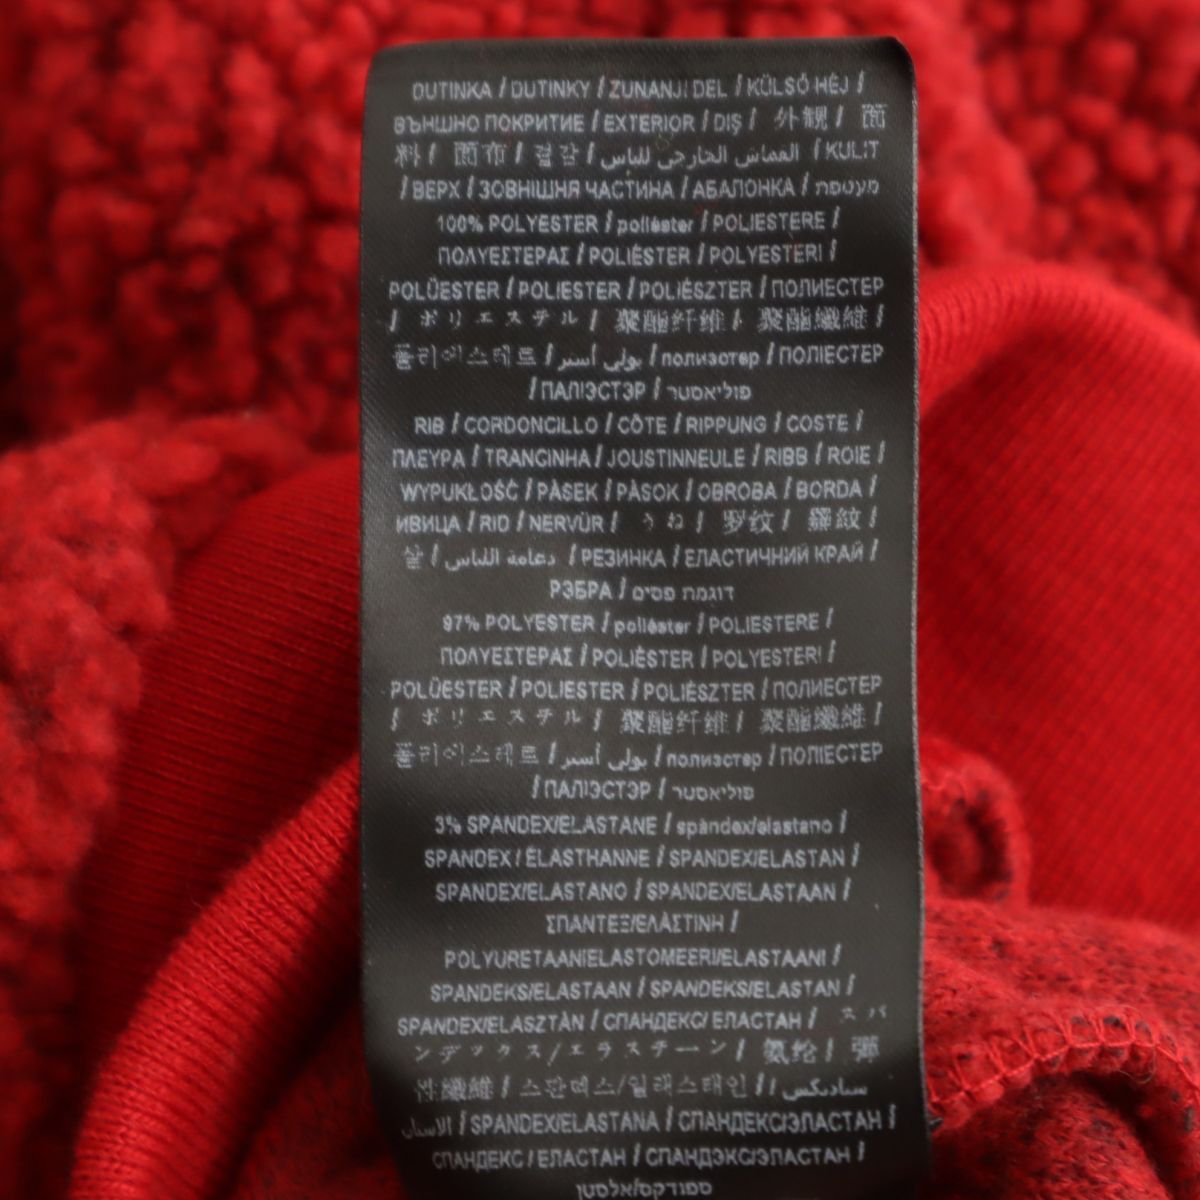 DUTINKA / DUTINKY / ZUNANJI DEL / KÜLSŐ HÉJ /
ВЪНШНО ПОКРИТИЕ / EXTERIOR / DIŞ / 外観 / 面
料 / 面布 / 겉감 / القماش الخارجي للباس / KULIT
/ ВЕРХ / ЗОВНІШНЯ ЧАСТИНА / АБАЛОНКА / מעטפת
100% POLYESTER / poliéster / POLIESTERE /
ΠΟΛΥΕΣΤΕΡΑΣ / POLIÉSTER / POLYESTERI /
POLÜESTER / POLIESTER / POLIÉSZTER / ПОЛИЕСТЕР
/ ポリエステル / 聚酯纤维 / 聚酯纖維 /
폴리에스테르 / بولي أستر / полиэстер / ПОЛІЕСТЕР
/ ПАЛІЭСТЭР / פוליאסטר
RIB / CORDONCILLO / CÔTE / RIPPUNG / COSTE /
ΠΛΕΥΡΑ / TRANCINHA / JOUSTINNEULE / RIBB / ROIE /
WYPUKŁOŚĆ / PÁSEK / PÁSOK / OBROBA / BORDA /
ИВИЦА / RID / NERVÜR / うね / 罗纹 / 羅紋 /
살 / دعامة اللباس / РЕЗИНКА / ЕЛАСТИЧНИЙ КРАЙ /
РЭБРА / דוגמת פסים
97% POLYESTER / poliéster / POLIESTERE /
ΠΟΛΥΕΣΤΕΡΑΣ / POLIÉSTER / POLYESTERI /
POLÜESTER / POLIESTER / POLIÉSZTER / ПОЛИЕСТЕР
/ ポリエステル / 聚酯纤维 / 聚酯纖維 /
폴리에스테르 / بولي أستر / полиэстер / ПОЛІЕСТЕР
/ ПАЛІЭСТЭР / פוליאסטר
3% SPANDEX/ELASTANE / spándex/elastano /
SPANDEX / ÉLASTHANNE / SPANDEX/ELASTAN /
SPANDEX/ELASTANO / SPANDEX/ELASTAAN /
ΣΠΑΝΤΕΞ/ΕΛΑΣΤΙΝΗ /
POLYURETAANIELASTOMEERI/ELASTAANI /
SPANDEKS/ELASTAAN / SPANDEKS/ELASTAN /
SPANDEX/ELASZTÁN / СПАНДЕКС/ ЕЛАСТАН / スパ
ンデックス/エラスチーン / 氨纶 / 彈
性纖維 / 스판덱스/일래스태인 / / سباديكس
الاستان / SPANDEX/ELASTANA / СПАНДЕКС/ЭЛАСТАН /
СПАНДЕКС / ЕЛАСТАН / СПАНДЭКС/ЭЛАСТАН /
ספנדקס/אלסטן